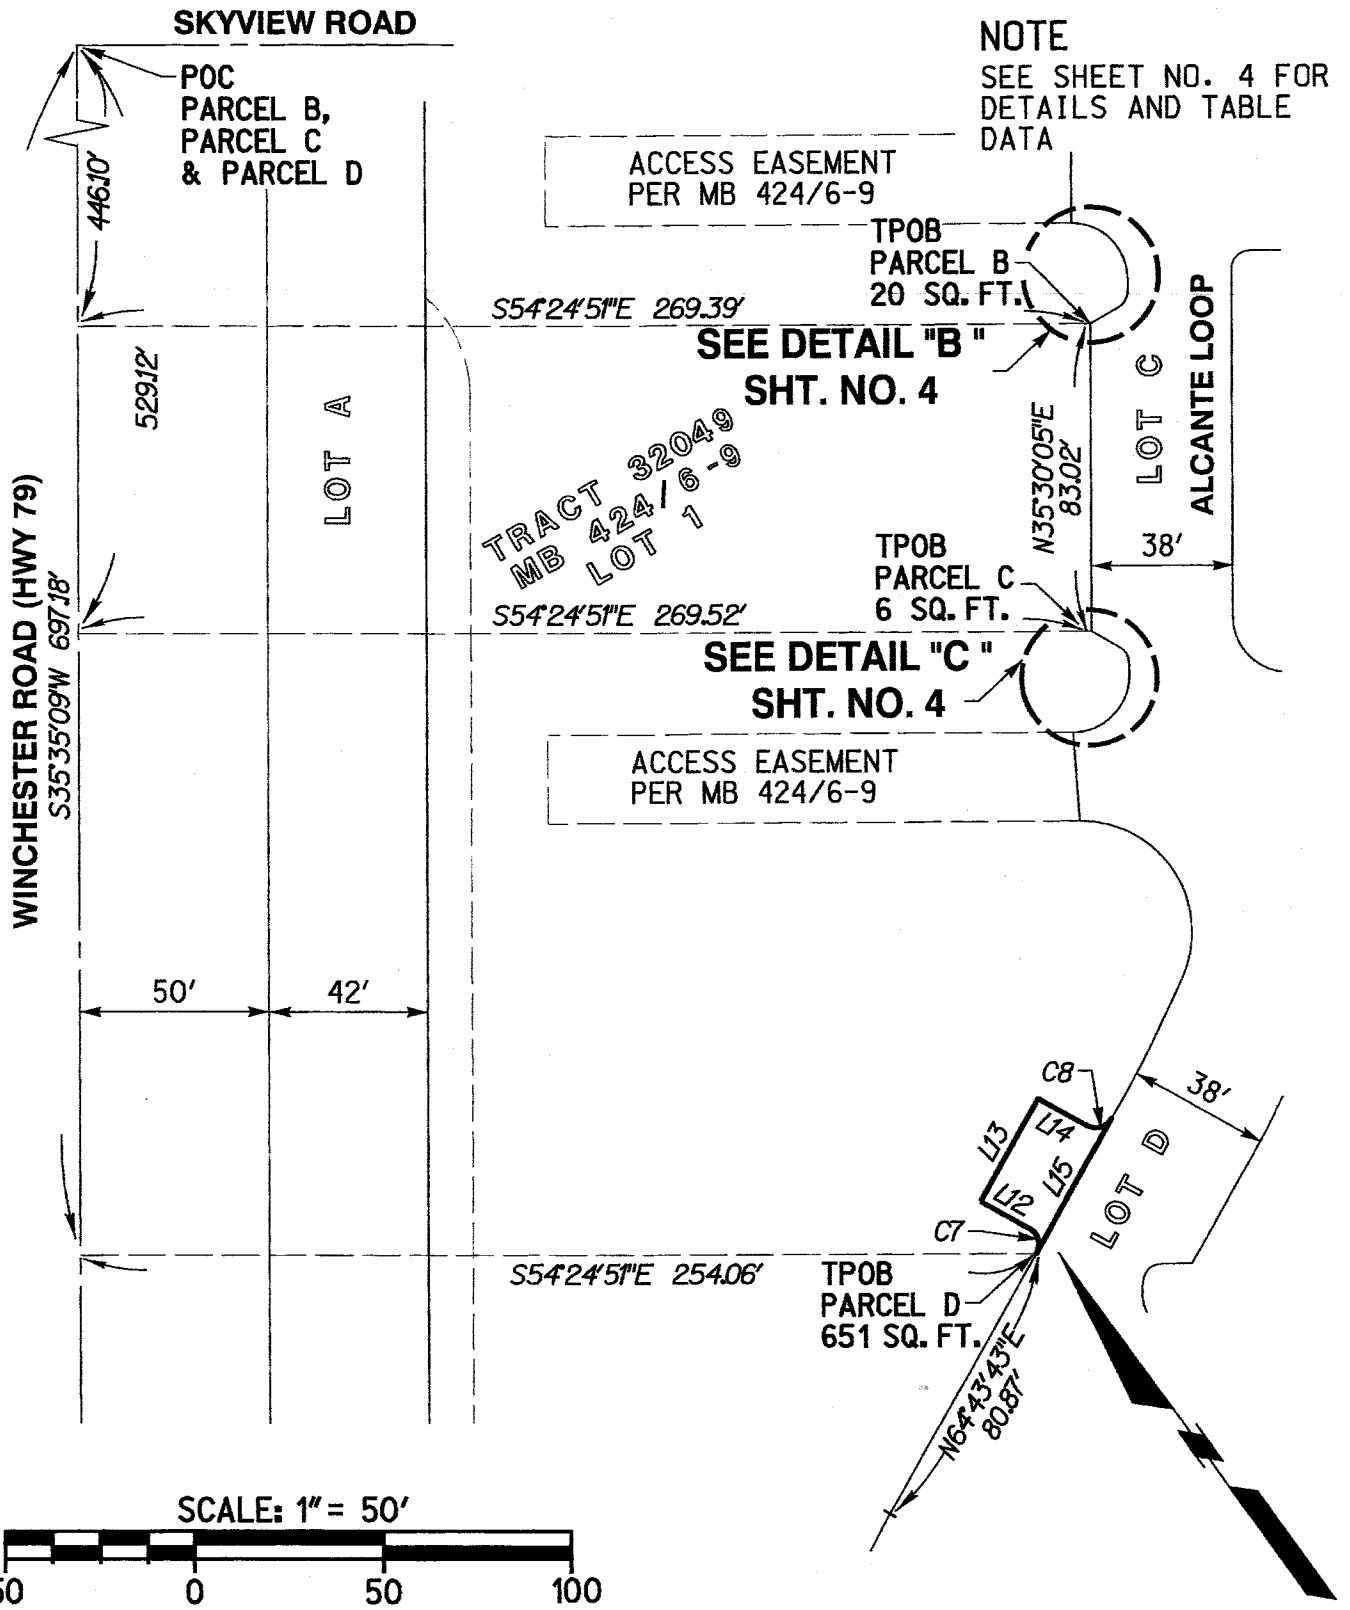 SKYVIEW ROAD
NOTE
SEE SHEET NO. 4 FOR
DETAILS AND TABLE
DATA
POC
PARCEL B,
PARCEL C
& PARCEL D
446.10'
ACCESS EASEMENT
PER MB 424/6-9
TPOB
PARCEL B
20 SQ. FT.
S54°24'51"E 269.39'
SEE DETAIL "B"
SHT. NO. 4
529.12'
LOT A
TRACT 32049
MB 424/6-9
LOT 1
LOT C
ALCANTE LOOP
N35°30'05"E
83.02'
38'
TPOB
PARCEL C
6 SQ. FT.
S54°24'51"E 269.52'
SEE DETAIL "C"
SHT. NO. 4
WINCHESTER ROAD (HWY 79)
S35°35'09"W 697.18'
ACCESS EASEMENT
PER MB 424/6-9
50'
42'
C8
38'
L14
L13
L15
L12
LOT D
C7
S54°24'51"E 254.06'
TPOB
PARCEL D
651 SQ. FT.
N64°43'43"E
80.87'
SCALE: 1" = 50'
50 0 50 100